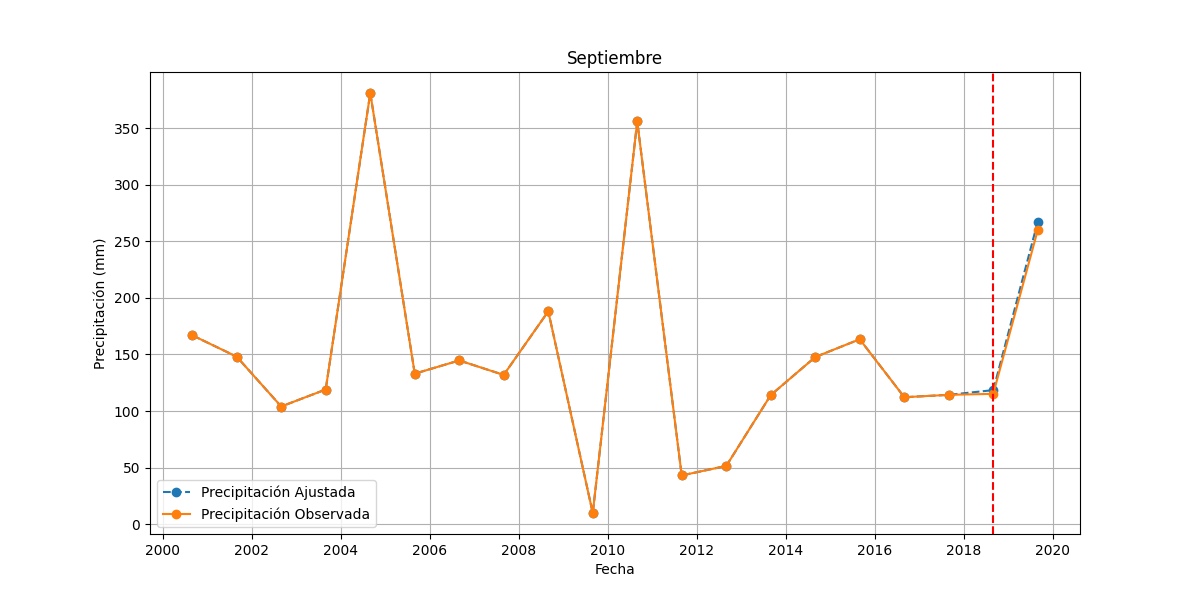 Septiembre
Precipitación (mm)
350
300
250
200
150
100
50
0
Precipitación Ajustada
Precipitación Observada
2000 2002 2004 2006 2008 2010 2012 2014 2016 2018 2020
Fecha